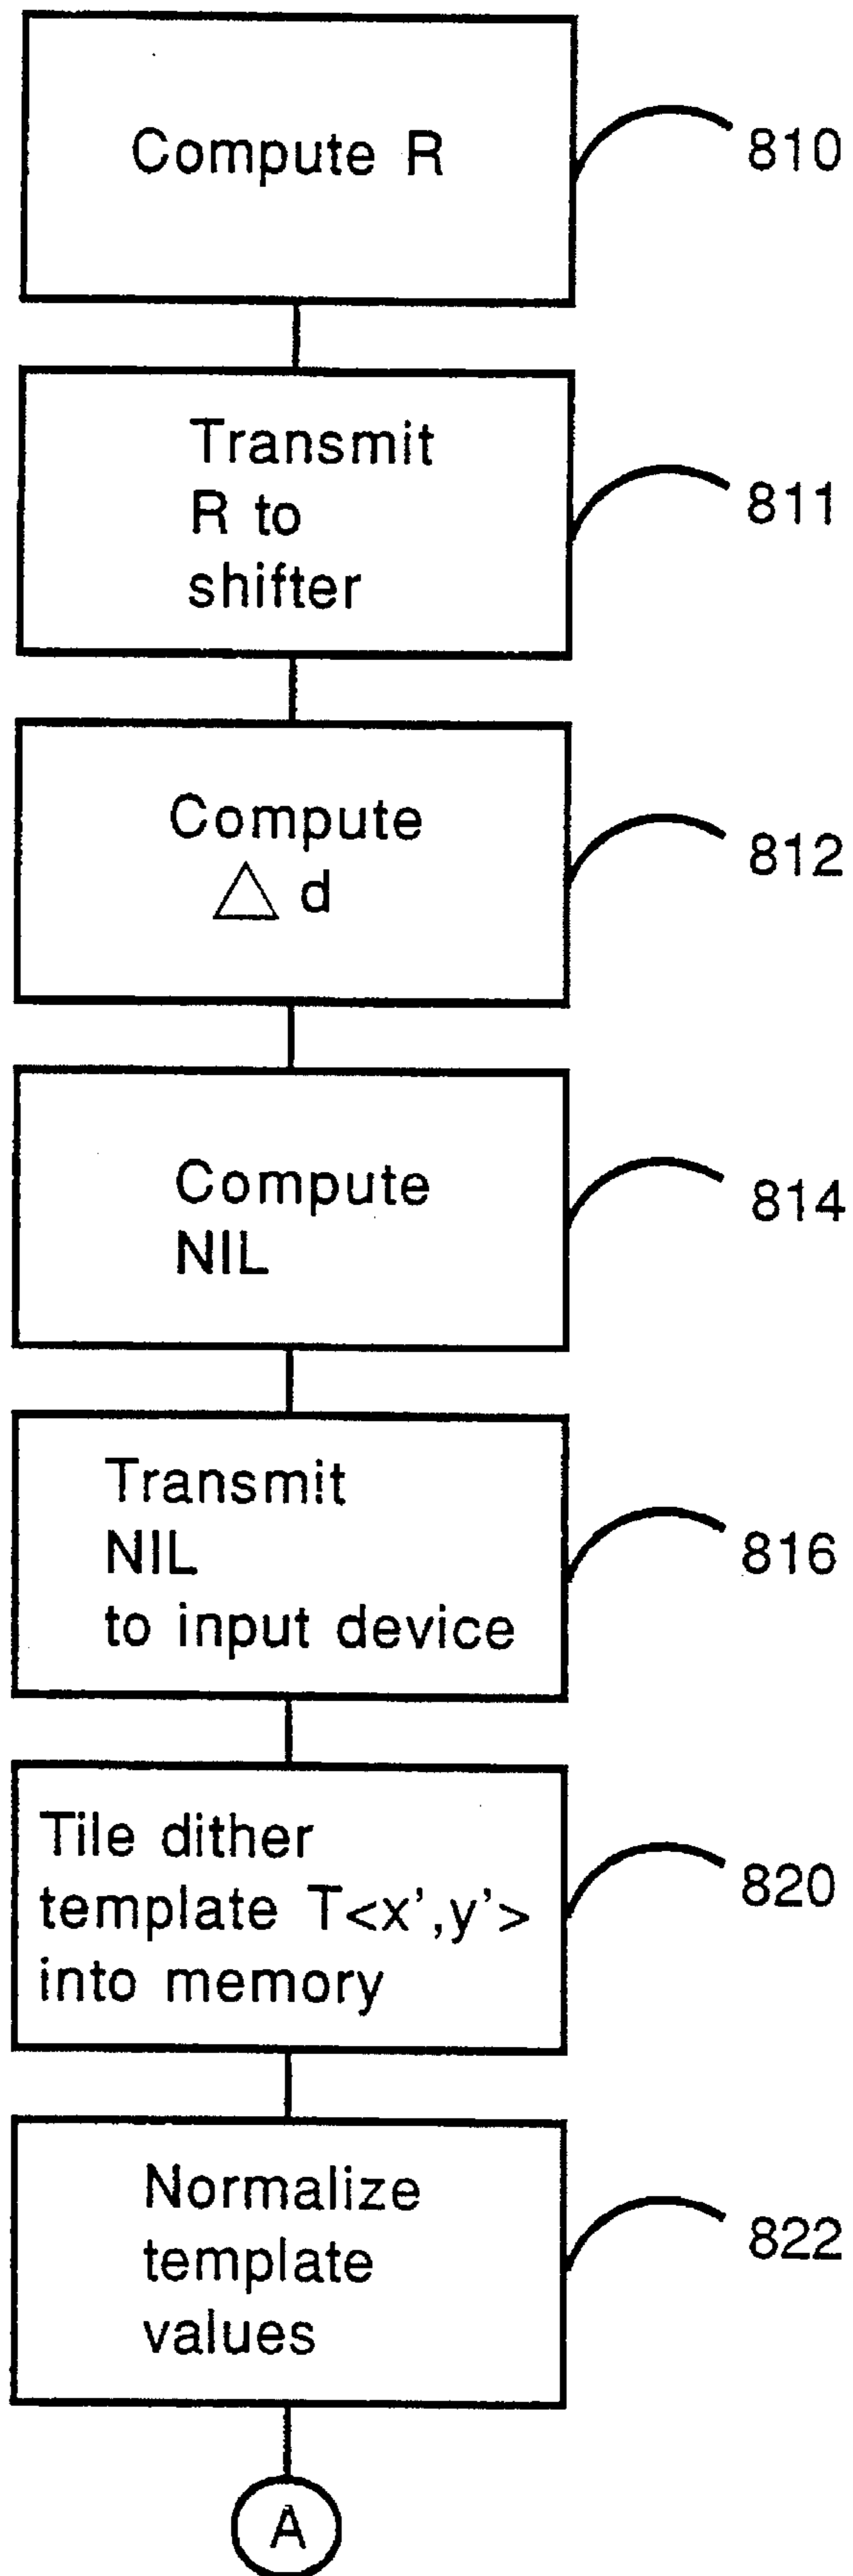 Compute R
810
Transmit
R to
shifter
811
Compute
△ d
812
Compute
NIL
814
Transmit
NIL
to input device
816
Tile dither
template T<x',y'>
into memory
820
Normalize
template
values
822
A